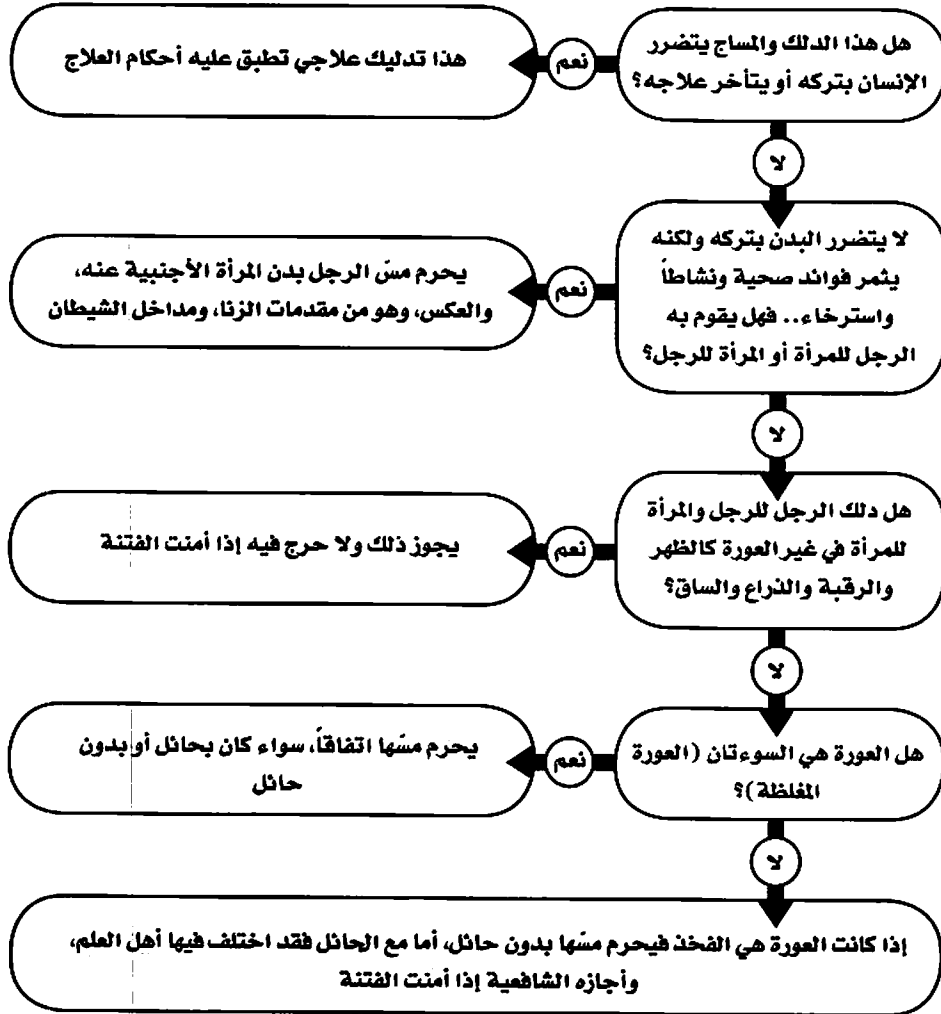 هل هذا الدلك والمساج يتضرر
الإنسان بتركه أو يتأخر علاجه؟
نعم
هذا تدليك علاجي تطبق عليه أحكام العلاج
لا
لا يتضرر البدن بتركه ولكنه
يثمر فوائد صحية ونشاطاً
واسترخاء.. فهل يقوم به
الرجل للمرأة أو المرأة للرجل؟
نعم
يحرم مسّ الرجل بدن المرأة الأجنبية عنه،
والعكس، وهو من مقدمات الزنا، ومداخل الشيطان
لا
هل دلك الرجل للرجل والمرأة
للمرأة في غير العورة كالظهر
والرقبة والذراع والساق؟
نعم
يجوز ذلك ولا حرج فيه إذا أمنت الفتنة
لا
هل العورة هي السوءتان (العورة
المغلظة)؟
نعم
يحرم مسّها اتفاقاً، سواء كان بحائل أو بدون
حائل
لا
إذا كانت العورة هي الفخذ فيحرم مسّها بدون حائل، أما مع الحائل فقد اختلف فيها أهل العلم،
وأجازه الشافعية إذا أمنت الفتنة